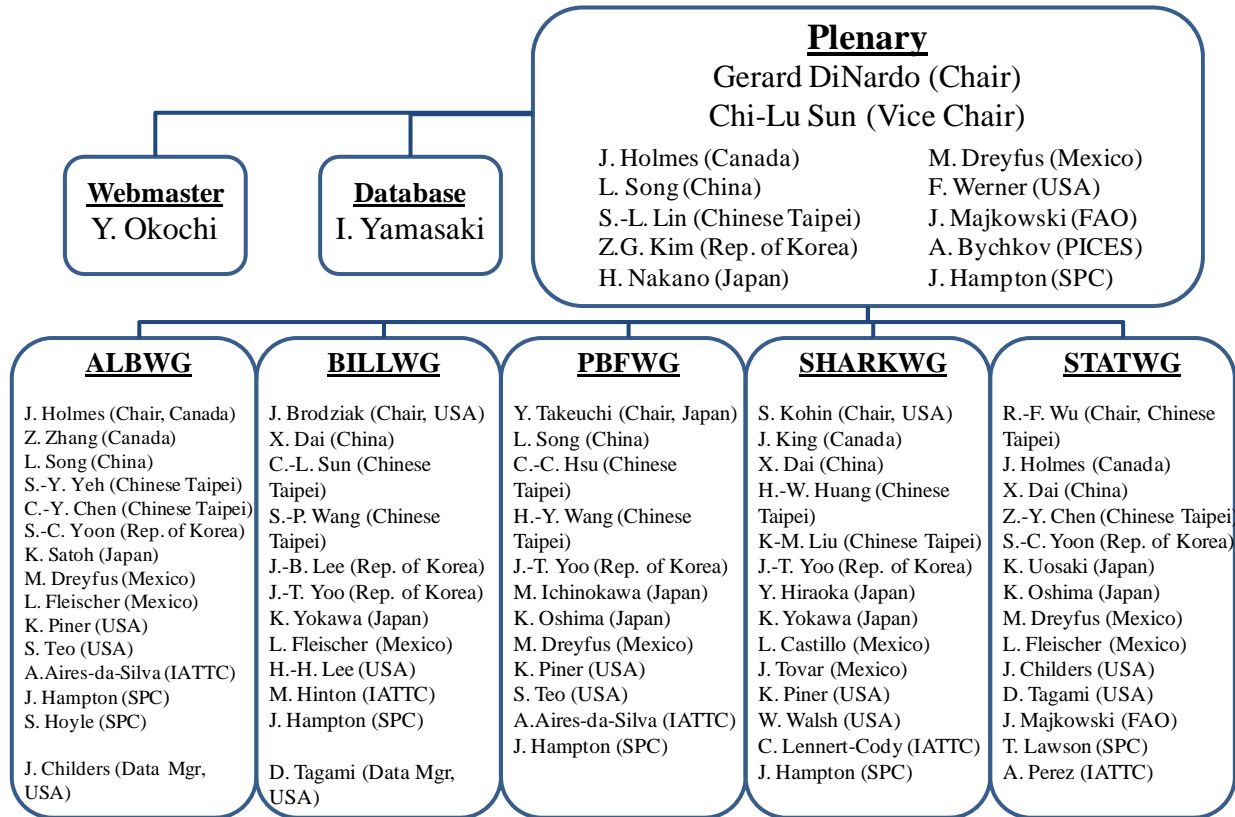 Plenary
Gerard DiNardo (Chair)
Chi-Lu Sun (Vice Chair)
J. Holmes (Canada)
L. Song (China)
S.-L. Lin (Chinese Taipei)
Z.G. Kim (Rep. of Korea)
H. Nakano (Japan)
M. Dreyfus (Mexico)
F. Werner (USA)
J. Majkowski (FAO)
A. Bychkov (PICES)
J. Hampton (SPC)
Webmaster
Y. Okochi
Database
I. Yamasaki
ALBWG
J. Holmes (Chair, Canada)
Z. Zhang (Canada)
L. Song (China)
S.-Y. Yeh (Chinese Taipei)
C.-Y. Chen (Chinese Taipei)
S.-C. Yoon (Rep. of Korea)
K. Satoh (Japan)
M. Dreyfus (Mexico)
L. Fleischer (Mexico)
K. Piner (USA)
S. Teo (USA)
A.Aires-da-Silva (IATTC)
J. Hampton (SPC)
S. Hoyle (SPC)
J. Childers (Data Mgr,
USA)
BILLWG
J. Brodziak (Chair, USA)
X. Dai (China)
C.-L. Sun (Chinese
Taipei)
S.-P. Wang (Chinese
Taipei)
J.-B. Lee (Rep. of Korea)
J.-T. Yoo (Rep. of Korea)
K. Yokawa (Japan)
L. Fleischer (Mexico)
H.-H. Lee (USA)
M. Hinton (IATTC)
J. Hampton (SPC)
D. Tagami (Data Mgr,
USA)
PBFWG
Y. Takeuchi (Chair, Japan)
L. Song (China)
C.-C. Hsu (Chinese
Taipei)
H.-Y. Wang (Chinese
Taipei)
J.-T. Yoo (Rep. of Korea)
M. Ichinokawa (Japan)
K. Oshima (Japan)
M. Dreyfus (Mexico)
K. Piner (USA)
S. Teo (USA)
A.Aires-da-Silva (IATTC)
J. Hampton (SPC)
SHARKWG
S. Kohin (Chair, USA)
J. King (Canada)
X. Dai (China)
H.-W. Huang (Chinese
Taipei)
K-M. Liu (Chinese Taipei)
J.-T. Yoo (Rep. of Korea)
Y. Hiraoka (Japan)
K. Yokawa (Japan)
L. Castillo (Mexico)
J. Tovar (Mexico)
K. Piner (USA)
W. Walsh (USA)
C. Lennert-Cody (IATTC)
J. Hampton (SPC)
STATWG
R.-F. Wu (Chair, Chinese
Taipei)
J. Holmes (Canada)
X. Dai (China)
Z.-Y. Chen (Chinese Taipei)
S.-C. Yoon (Rep. of Korea)
K. Uosaki (Japan)
K. Oshima (Japan)
M. Dreyfus (Mexico)
L. Fleischer (Mexico)
J. Childers (USA)
D. Tagami (USA)
J. Majkowski (FAO)
T. Lawson (SPC)
A. Perez (IATTC)